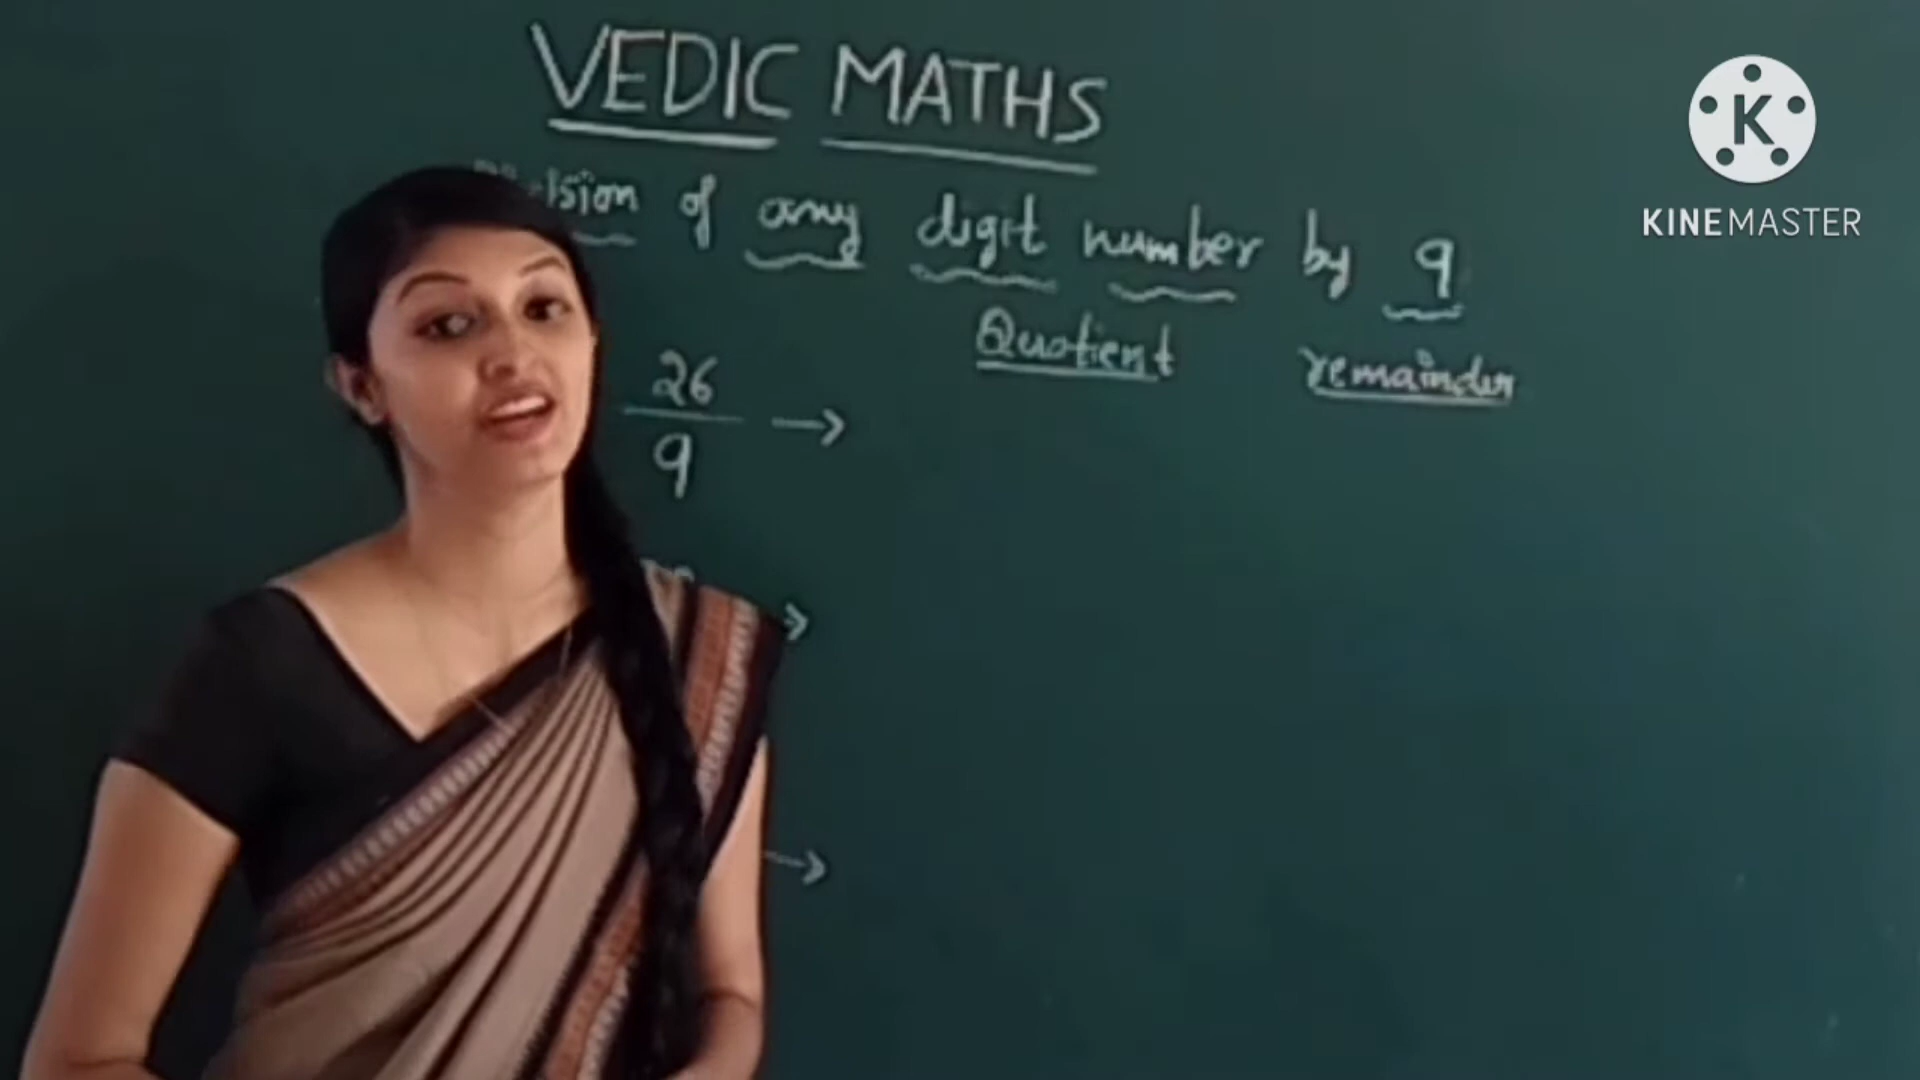 VEDIC MATHS
of any digit number by 9
Quotient remainder
26
9 →
→
→
K
KINEMASTER